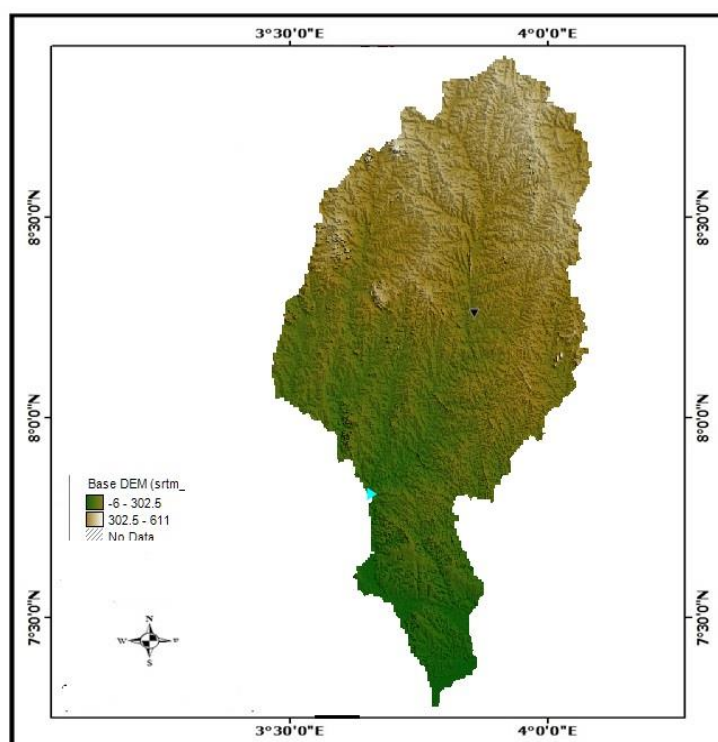 3°30'0"E 4°0'0"E
8°30'0"N 8°30'0"N
8°0'0"N 8°0'0"N
Base DEM (srtm_
-6 - 302.5
302.5 - 611
No Data
7°30'0"N 7°30'0"N
N
W
S
3°30'0"E 4°0'0"E